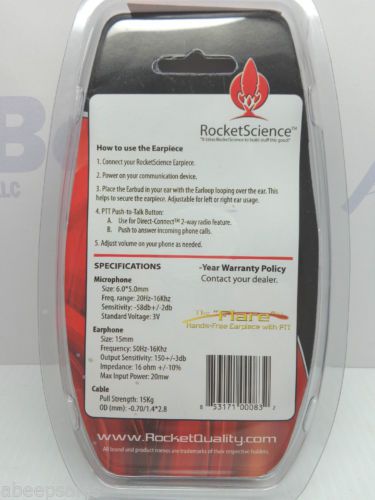 RocketScience™
"It takes RocketScience to build stuff this good!"
How to use the Earpiece
1. Connect your RocketScience Earpiece.
2. Power on your communication device.
3. Place the Earbud in your ear with the Earloop looping over the ear. This
helps to secure the earpiece. Adjustable for left or right ear usage.
4. PTT Push-to-Talk Button:
A. Use for Direct-Connect™ 2-way radio feature.
B. Push to answer incoming phone calls.
5. Adjust volume on your phone as needed.
SPECIFICATIONS
Microphone
Size: 6.0*5.0mm
Freq. range: 20Hz-16Khz
Sensitivity: -58db+/-2db
Standard Voltage: 3V
Earphone
Size: 15mm
Frequency: 50Hz-16Khz
Output Sensitivity: 150+/-3db
Impedance: 16 ohm +/-10%
Max Input Power: 20mw
Cable
Pull Strength: 15Kg
OD (mm): -0.70/1.4*2.8
-Year Warranty Policy
Contact your dealer.
The "Flare"
Hands-Free Earpiece with PTT
8 53171 00083 2
www.RocketQuality.com
All brand and product names are trademarks of their respective holders.
LLC